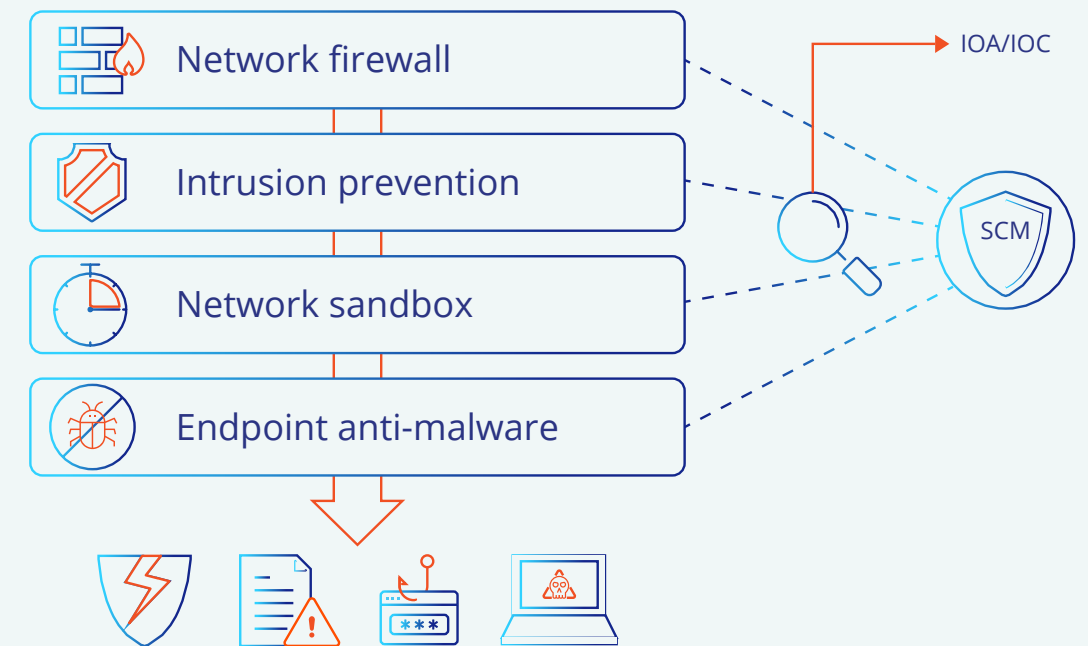 Network firewall
IOA/IOC
Intrusion prevention
SCM
Network sandbox
Endpoint anti-malware
***